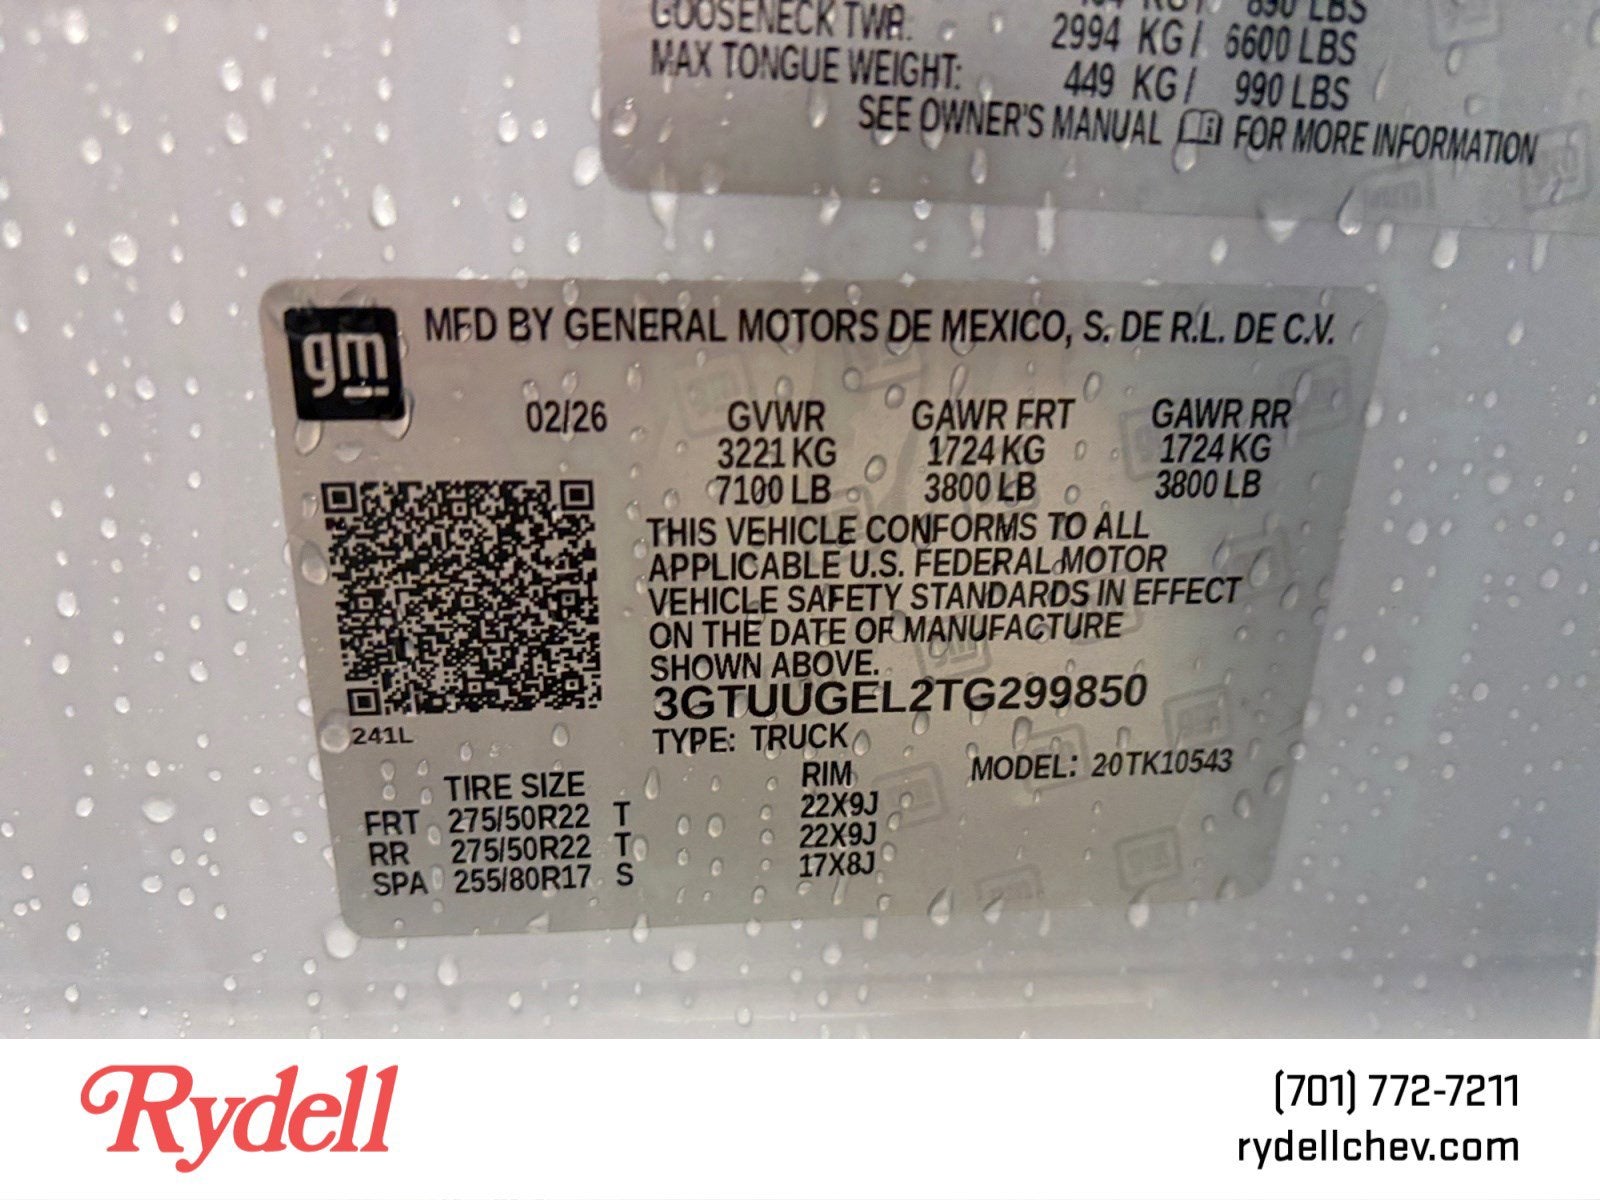 890 LBS
GOOSENECK TWR: 2994 KG / 6600 LBS
MAX TONGUE WEIGHT: 449 KG / 990 LBS
SEE OWNER'S MANUAL FOR MORE INFORMATION
gm
MFD BY GENERAL MOTORS DE MEXICO, S. DE R.L. DE C.V.
02/26 GVWR GAWR FRT GAWR RR
3221 KG 1724 KG 1724 KG
7100 LB 3800 LB 3800 LB
THIS VEHICLE CONFORMS TO ALL
APPLICABLE U.S. FEDERAL MOTOR
VEHICLE SAFETY STANDARDS IN EFFECT
ON THE DATE OF MANUFACTURE
SHOWN ABOVE.
3GTUUGEL2TG299850
241L
TYPE: TRUCK
MODEL: 20TK10543
TIRE SIZE RIM
FRT 275/50R22 T 22X9J
RR 275/50R22 T 22X9J
SPA 255/80R17 S 17X8J
Rydell
(701) 772-7211
rydellchev.com